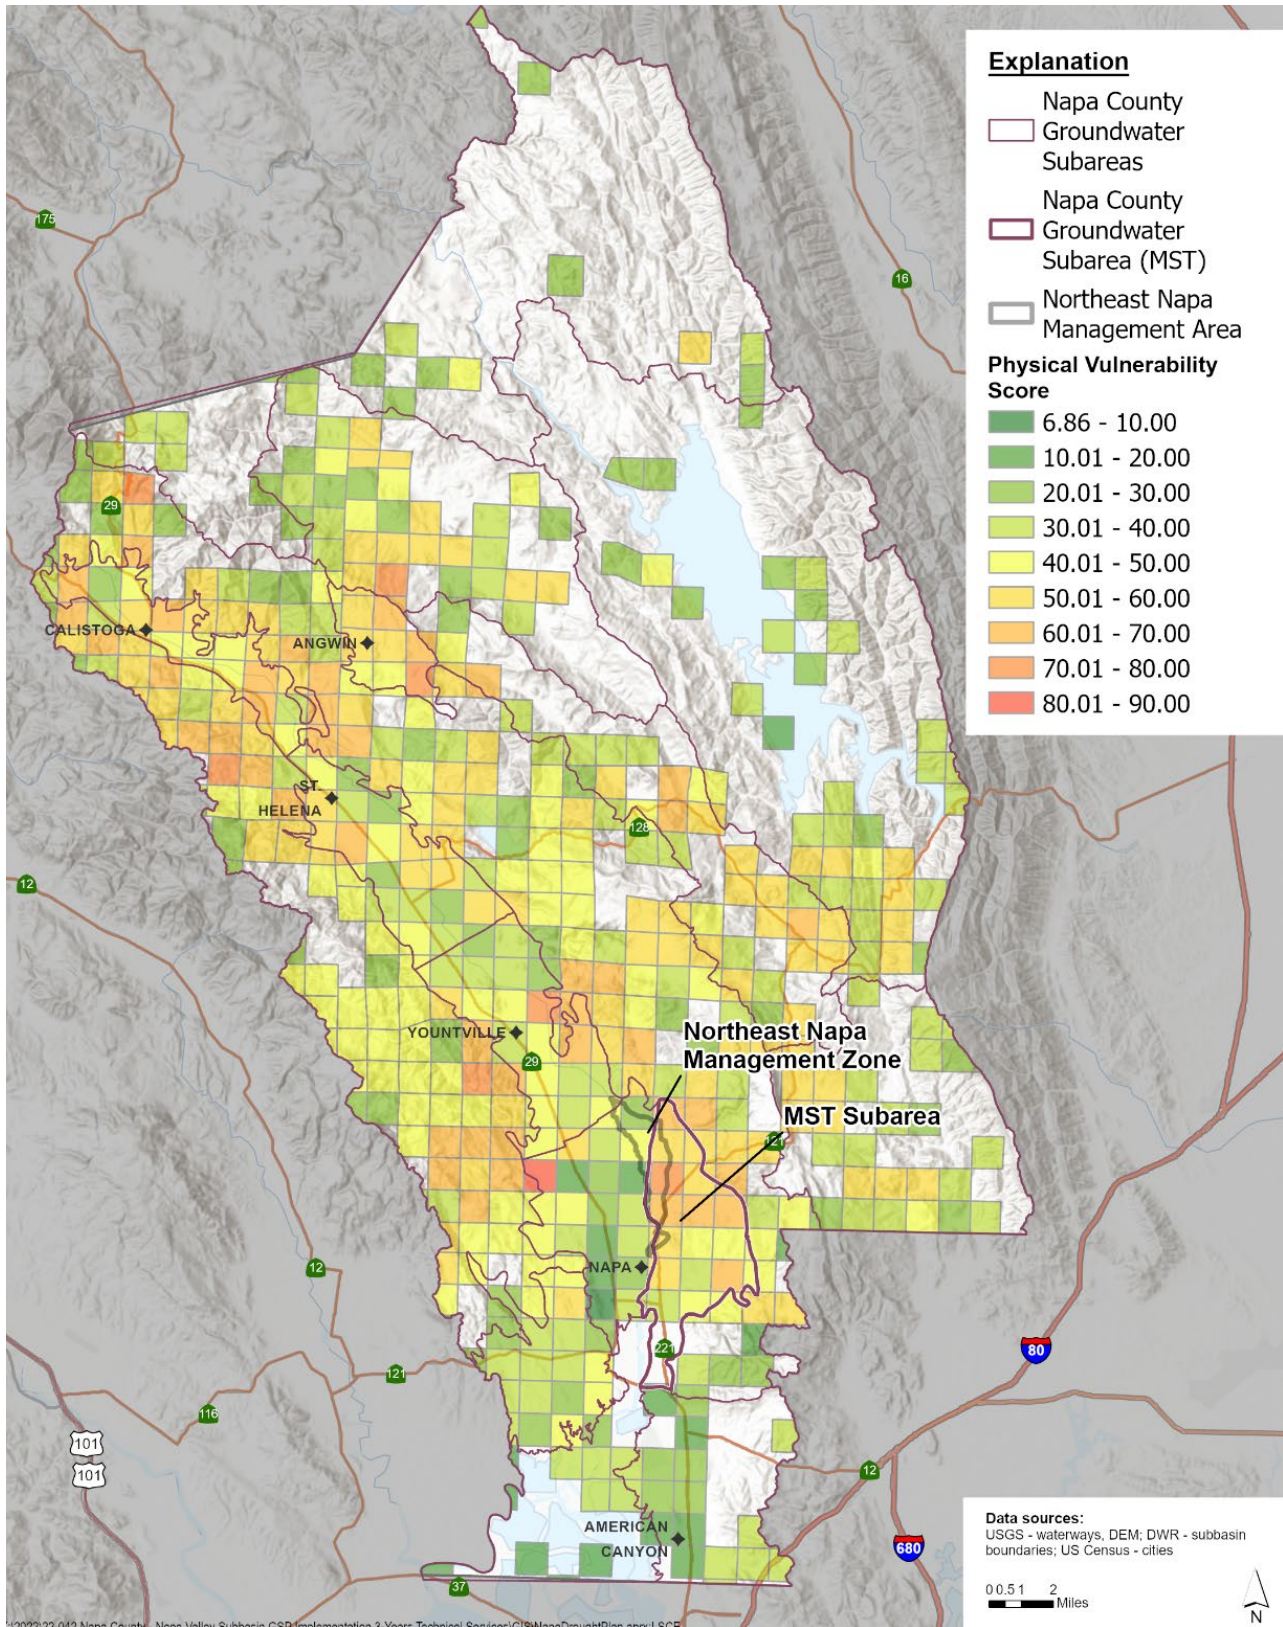 Explanation
Napa County
Groundwater
Subareas
Napa County
Groundwater
Subarea (MST)
Northeast Napa
Management Area
Physical Vulnerability
Score
6.86 - 10.00
10.01 - 20.00
20.01 - 30.00
30.01 - 40.00
40.01 - 50.00
50.01 - 60.00
60.01 - 70.00
70.01 - 80.00
80.01 - 90.00
175
16
29
CALISTOGA
ANGWIN
ST.
HELENA
128
12
YOUNTVILLE
29
Northeast Napa
Management Zone
MST Subarea
121
12
NAPA
221
80
121
116
101
101
12
AMERICAN
CANYON
680
37
Data sources:
USGS - waterways, DEM; DWR - subbasin
boundaries; US Census - cities
0 0.5 1 2
Miles
N